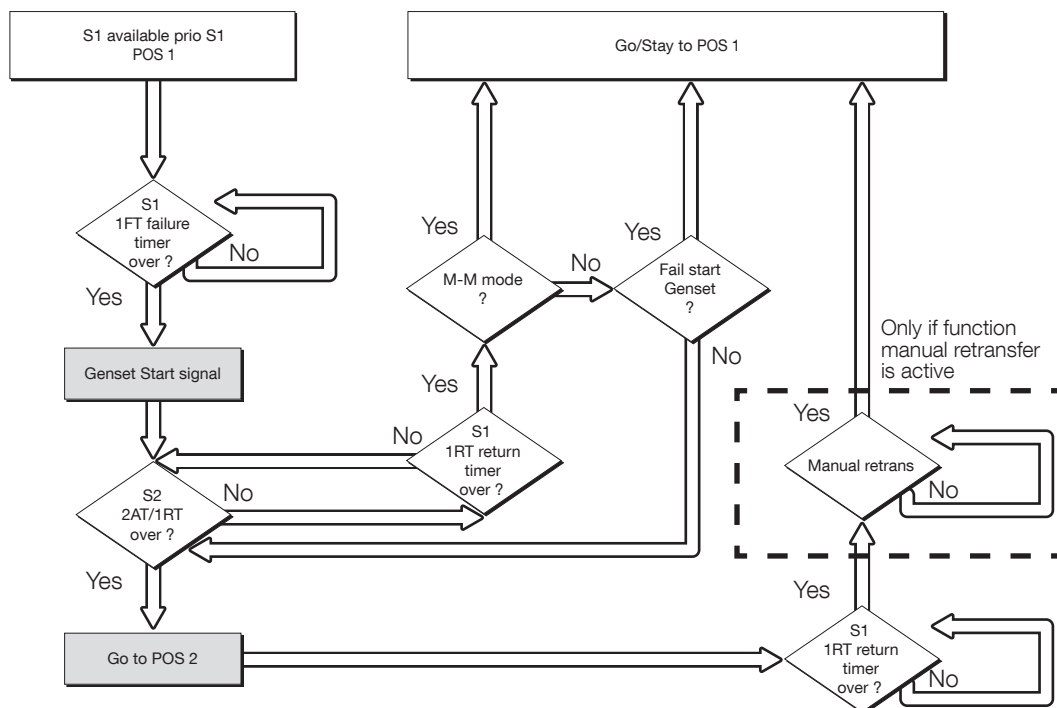 S1 available prio S1
POS 1
Go/Stay to POS 1
S1
1FT failure
timer
over ?
No
Yes
Genset Start signal
S2
2AT/1RT
over ?
No
Yes
Go to POS 2
No
S1
1RT return
timer
over ?
Yes
M-M mode
?
Yes
No
Fail start
Genset
?
Yes
No
Only if function
manual retransfer
is active
Yes
Manual retrans
No
Yes
S1
1RT return
timer
over ?
No